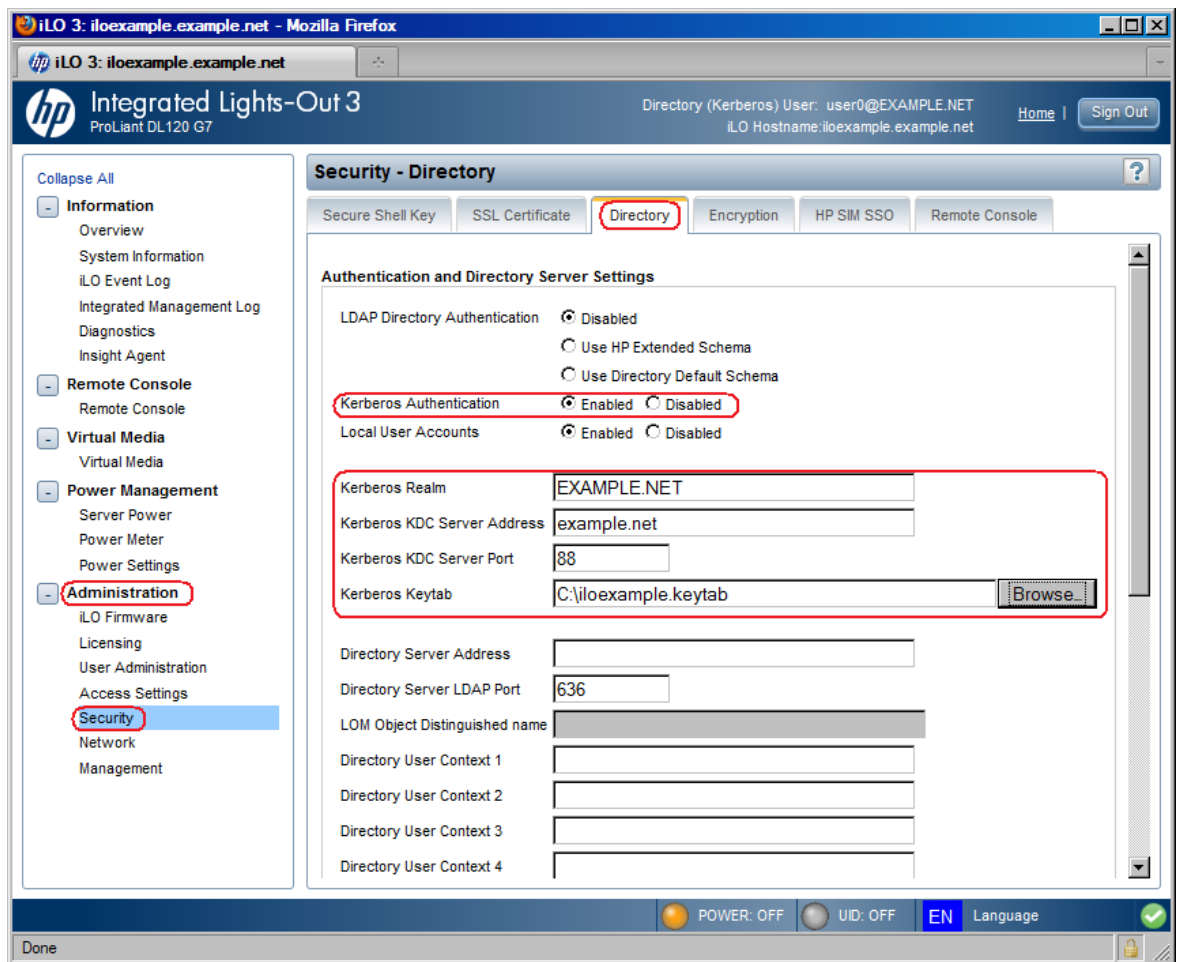 iLO 3: iloexample.example.net - Mozilla Firefox
iLO 3: iloexample.example.net
hp
Integrated Lights-Out 3
ProLiant DL120 G7
Directory (Kerberos) User: user0@EXAMPLE.NET
iLO Hostname:iloexample.example.net
Home | Sign Out
Collapse All
Information
Overview
System Information
iLO Event Log
Integrated Management Log
Diagnostics
Insight Agent
Remote Console
Remote Console
Virtual Media
Virtual Media
Power Management
Server Power
Power Meter
Power Settings
Administration
iLO Firmware
Licensing
User Administration
Access Settings
Security
Network
Management
Security - Directory
?
Secure Shell Key SSL Certificate Directory Encryption HP SIM SSO Remote Console
Authentication and Directory Server Settings
LDAP Directory Authentication Disabled
Use HP Extended Schema
Use Directory Default Schema
Kerberos Authentication Enabled Disabled
Local User Accounts Enabled Disabled
Kerberos Realm EXAMPLE.NET
Kerberos KDC Server Address example.net
Kerberos KDC Server Port 88
Kerberos Keytab C:\iloexample.keytab Browse...
Directory Server Address
Directory Server LDAP Port 636
LOM Object Distinguished name
Directory User Context 1
Directory User Context 2
Directory User Context 3
Directory User Context 4
POWER: OFF UID: OFF EN Language
Done